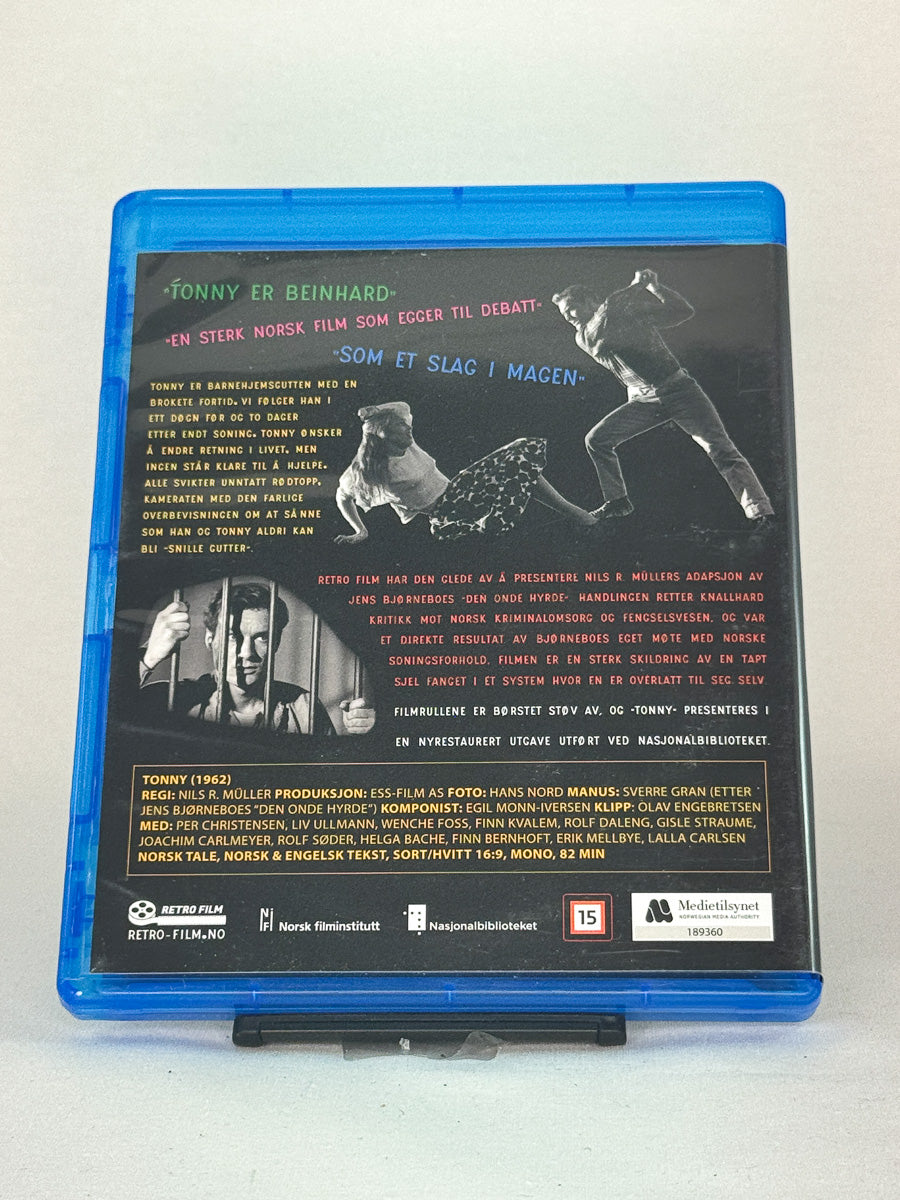 "TONNY ER BEINHARD"
"EN STERK NORSK FILM SOM EGGER TIL DEBATT"
"SOM ET SLAG I MAGEN"
TONNY ER BARNEHJEMSGUTTEN MED EN
BROKETE FORTID. VI FØLGER HAN I
ETT DØGN FØR OG TO DAGER
ETTER ENDT SONING. TONNY ØNSKER
Å ENDRE RETNING I LIVET. MEN
INGEN STÅR KLARE TIL Å HJELPE.
ALLE SVIKTER UNNTATT RØDTOPP.
KAMERATEN MED DEN FARLIGE
OVERBEVISNINGEN OM AT SÅNNE
SOM HAN OG TONNY ALDRI KAN
BLI -SNILLE GUTTER-.
RETRO FILM HAR DEN GLEDE AV Å PRESENTERE NILS R. MÜLLERS ADAPSJON AV
JENS BJØRNEBOES -DEN ONDE HYRDE-. HANDLINGEN RETTER KNALLHARD
KRITIKK MOT NORSK KRIMINALOMSORG OG FENGSELSVESEN, OG VAR
ET DIREKTE RESULTAT AV BJØRNEBOES EGET MØTE MED NORSKE
SONINGSFORHOLD. FILMEN ER EN STERK SKILDRING AV EN TAPT
SJEL FANGET I ET SYSTEM HVOR EN ER OVERLATT TIL SEG SELV.
FILMRULLENE ER BØRSTET STØV AV, OG -TONNY- PRESENTERES I
EN NYRESTAURERT UTGAVE UTFØRT VED NASJONALBIBLIOTEKET.
TONNY (1962)
REGI: NILS R. MÜLLER PRODUKSJON: ESS-FILM AS FOTO: HANS NORD MANUS: SVERRE GRAN (ETTER
JENS BJØRNEBOES "DEN ONDE HYRDE") KOMPONIST: EGIL MONN-IVERSEN KLIPP: OLAV ENGEBRETSEN
MED: PER CHRISTENSEN, LIV ULLMANN, WENCHE FOSS, FINN KVALEM, ROLF DALENG, GISLE STRAUME,
JOACHIM CARLMEYER, ROLF SØDER, HELGA BACHE, FINN BERNHOFT, ERIK MELLBYE, LALLA CARLSEN
NORSK TALE, NORSK & ENGELSK TEKST, SORT/HVITT 16:9, MONO, 82 MIN
RETRO FILM
RETRO-FILM.NO
NFI Norsk filminstitutt
Nasjonalbiblioteket
15
Medietilsynet
NORWEGIAN MEDIA AUTHORITY
189360